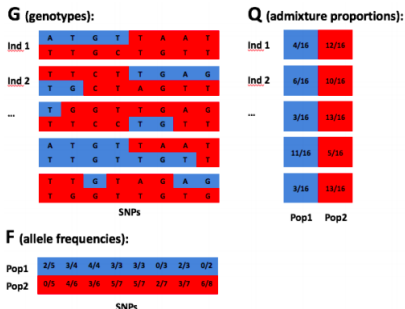 G (genotypes):
Q (admixture proportions):
Ind 1
A T G T T A A T
T T G C T G T T
Ind 1
4/16 12/16
Ind 2
T T C T T G A G
T G C T A G T T
Ind 2
6/16 10/16
...
T G G T T G A G
T T C C T G T T
...
3/16 13/16
A T G T T A A T
T T G T T G T T
11/16 5/16
T T G T A G A G
T G G T T G T G
3/16 13/16
SNPs
Pop1 Pop2
F (allele frequencies):
Pop1 2/5 3/4 4/4 3/3 3/3 0/3 2/3 0/2
Pop2 0/5 4/6 3/6 5/7 5/7 2/7 3/7 6/8
SNPs